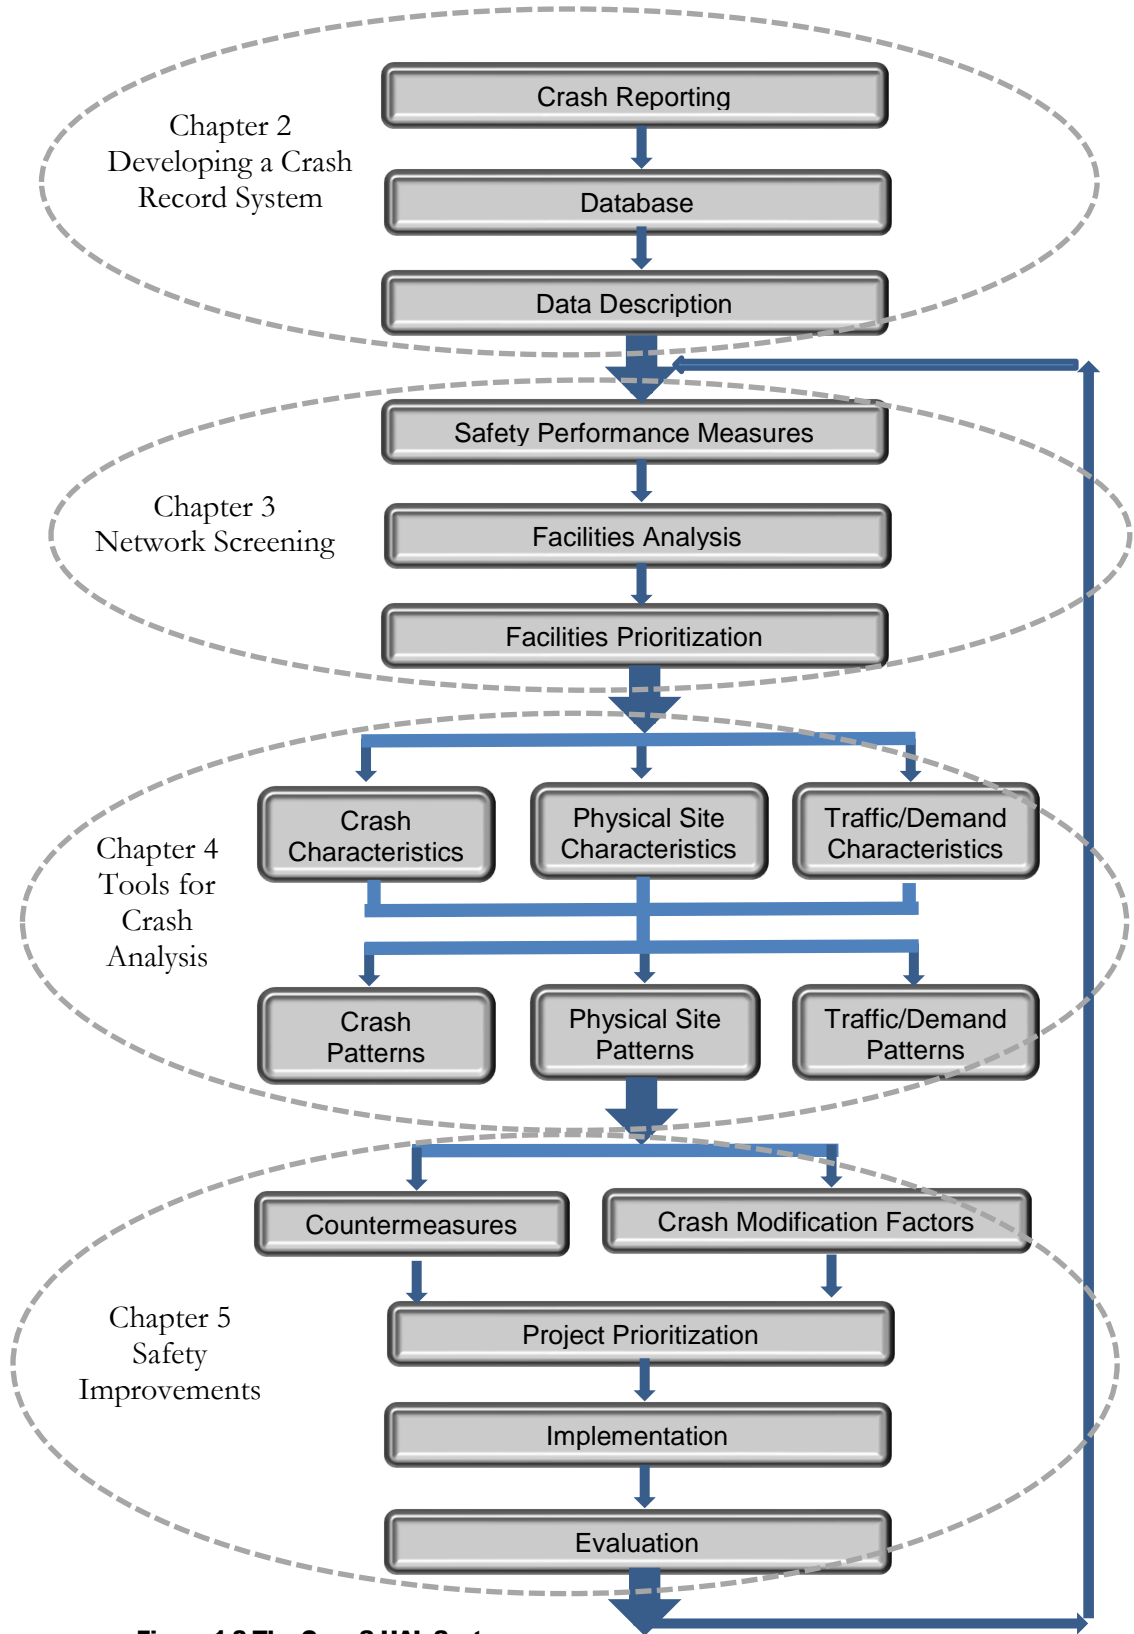 Crash Reporting
Chapter 2
Developing a Crash
Record System
Database
Data Description
Safety Performance Measures
Chapter 3
Network Screening
Facilities Analysis
Facilities Prioritization
Crash
Characteristics
Physical Site
Characteristics
Traffic/Demand
Characteristics
Chapter 4
Tools for
Crash
Analysis
Crash
Patterns
Physical Site
Patterns
Traffic/Demand
Patterns
Countermeasures
Crash Modification Factors
Chapter 5
Safety
Improvements
Project Prioritization
Implementation
Evaluation